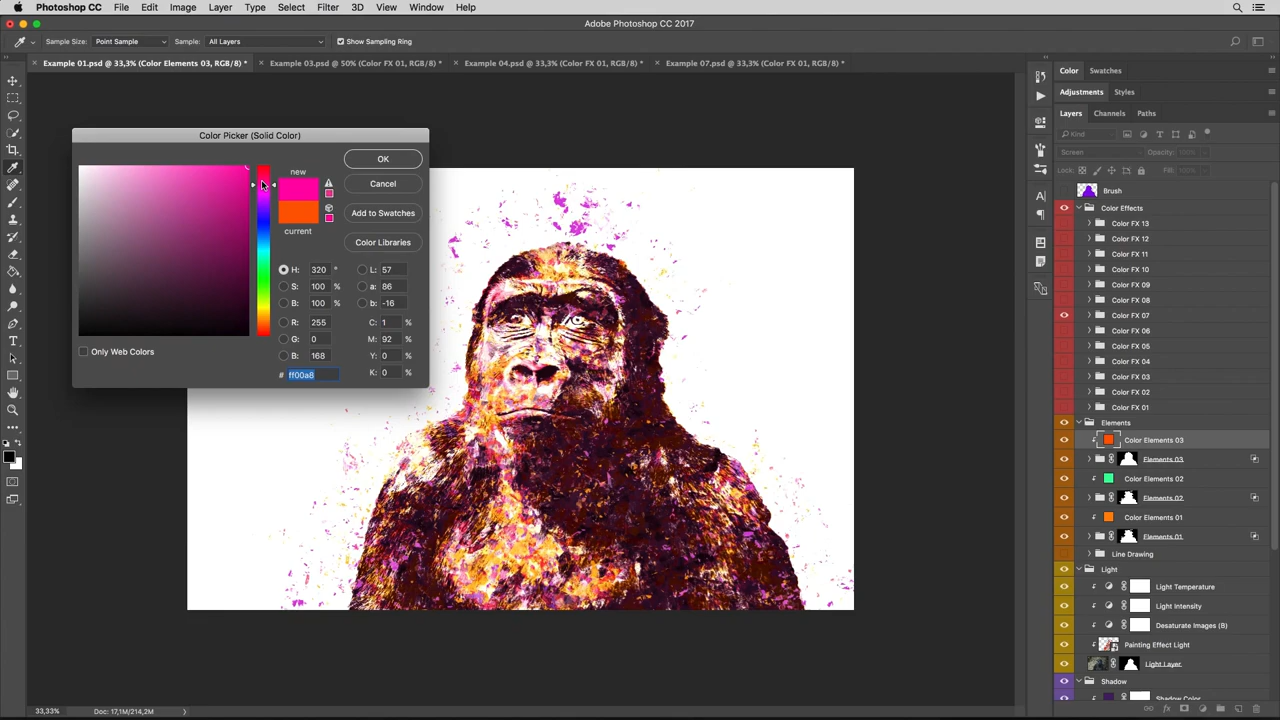 Photoshop CC File Edit Image Layer Type Select Filter 3D View Window Help
Adobe Photoshop CC 2017
Sample Size: Point Sample Sample: All Layers Show Sampling Ring
Example 01.psd @ 33,3% (Color Elements 03, RGB/8) * Example 03.psd @ 50% (Color FX 01, RGB/8) * Example 04.psd @ 33,3% (Color FX 01, RGB/8) * Example 07.psd @ 33,3% (Color FX 01, RGB/8) *
Color Swatches
Adjustments Styles
Layers Channels Paths
Kind
Screen Opacity: 100%
Lock: Fill: 100%
Brush
Color Effects
Color FX 13
Color FX 12
Color FX 11
Color FX 10
Color FX 09
Color FX 08
Color FX 07
Color FX 06
Color FX 05
Color FX 04
Color FX 03
Color FX 02
Color FX 01
Elements
Color Elements 03
Elements 03
Color Elements 02
Elements 02
Color Elements 01
Elements 01
Line Drawing
Light
Light Temperature
Light Intensity
Desaturate Images (B)
Painting Effect Light
Light Layer
Shadow
Shadow Color
Color Picker (Solid Color)
new
current
OK
Cancel
Add to Swatches
Color Libraries
H: 320 ° L: 57
S: 100 % a: 86
B: 100 % b: -16
R: 255 C: 1 %
G: 0 M: 92 %
B: 168 Y: 0 %
# ff00a8 K: 0 %
Only Web Colors
33,33% Doc: 17,1M/214,2M